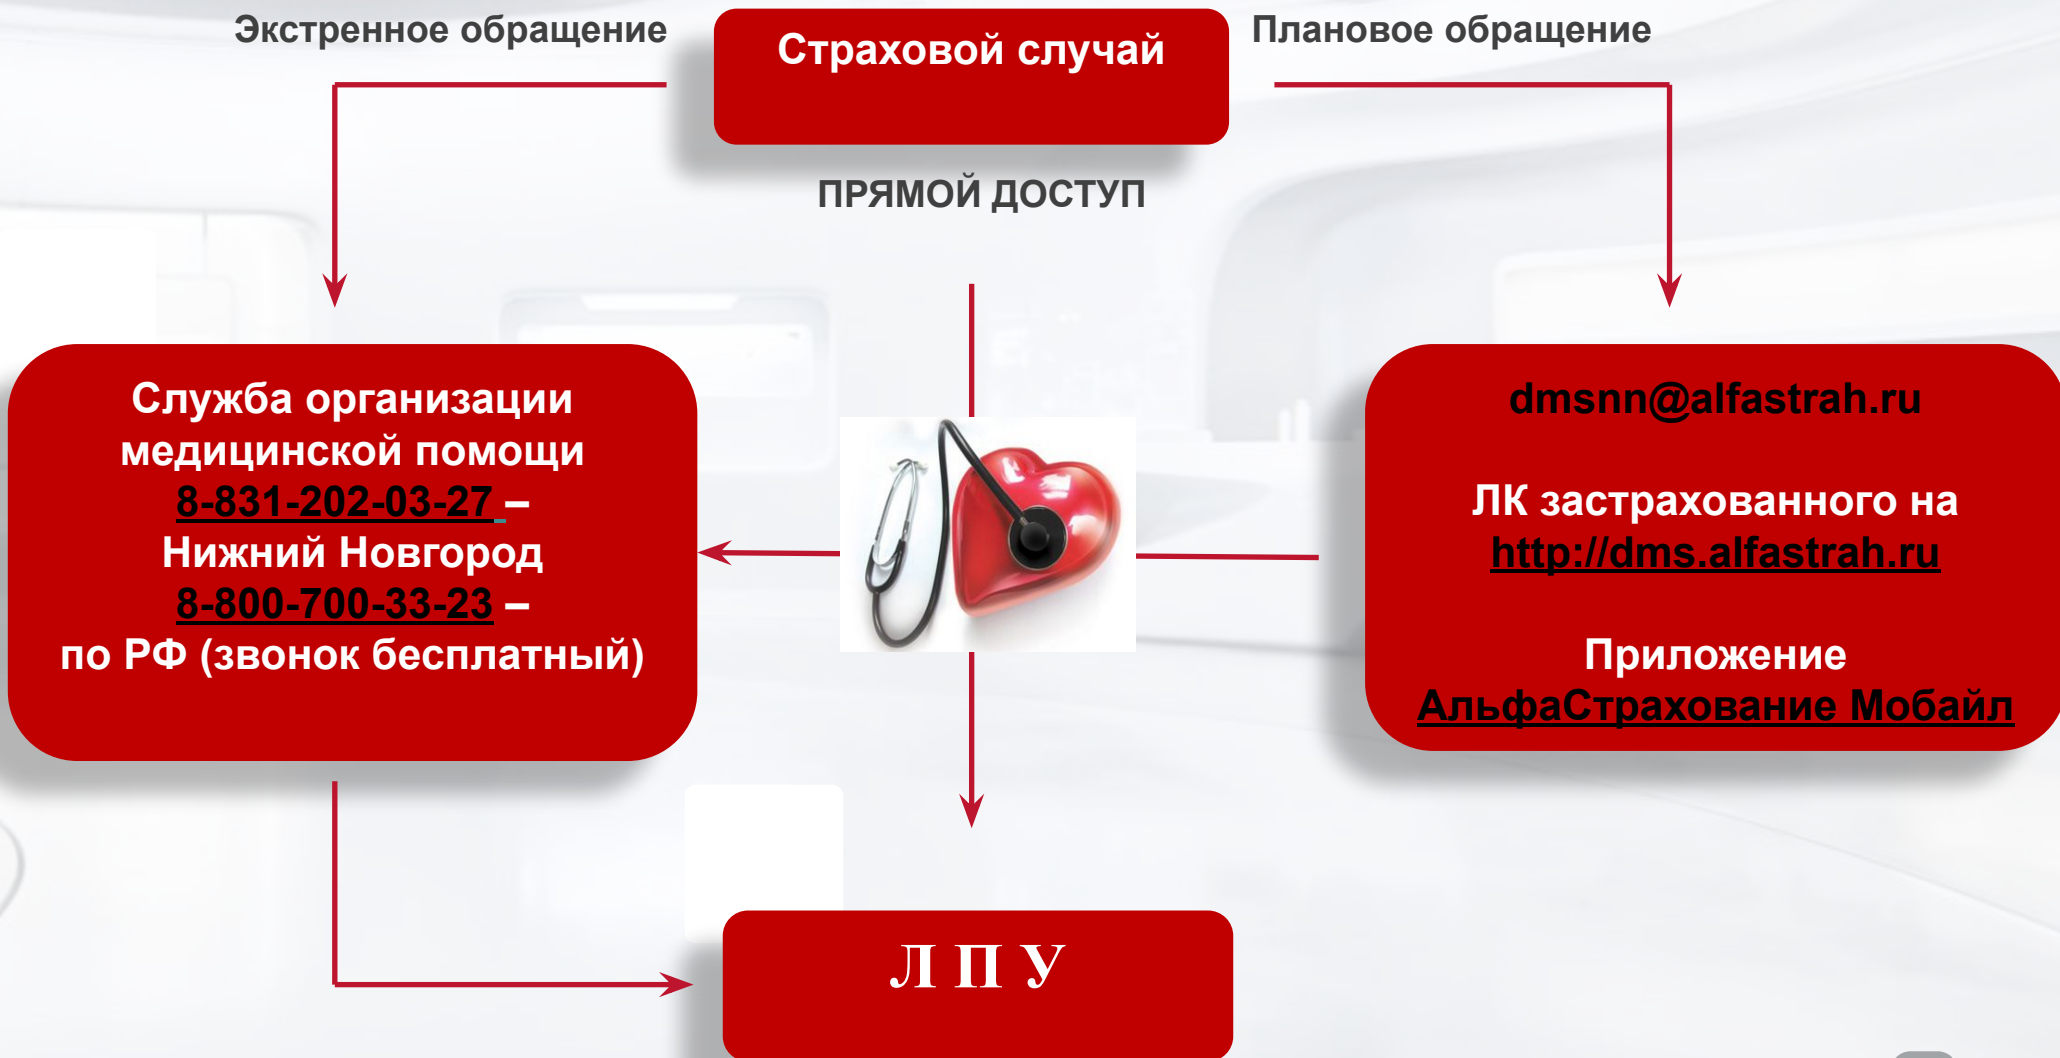 Экстренное обращение
Страховой случай
Плановое обращение
ПРЯМОЙ ДОСТУП
Служба организации
медицинской помощи
8-831-202-03-27 –
Нижний Новгород
8-800-700-33-23 –
по РФ (звонок бесплатный)
dmsnn@alfastrah.ru
ЛК застрахованного на
http://dms.alfastrah.ru
Приложение
АльфаСтрахование Мобайл
Л П У